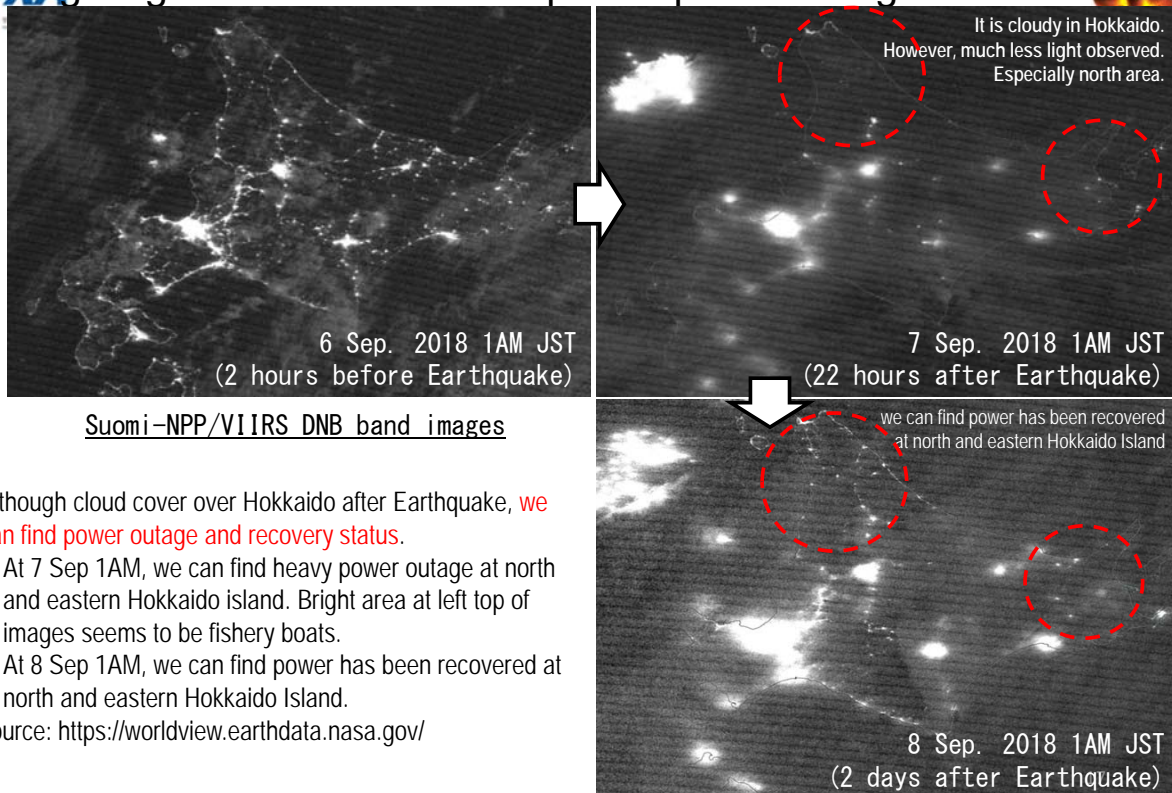 It is cloudy in Hokkaido.
However, much less light observed.
Especially north area.
6 Sep. 2018 1AM JST
(2 hours before Earthquake)
7 Sep. 2018 1AM JST
(22 hours after Earthquake)
Suomi-NPP/VIIRS DNB band images
we can find power has been recovered
at north and eastern Hokkaido Island
though cloud cover over Hokkaido after Earthquake, we
an find power outage and recovery status.
At 7 Sep 1AM, we can find heavy power outage at north
and eastern Hokkaido island. Bright area at left top of
images seems to be fishery boats.
At 8 Sep 1AM, we can find power has been recovered at
north and eastern Hokkaido Island.
ource: https://worldview.earthdata.nasa.gov/
8 Sep. 2018 1AM JST
(2 days after Earthquake)